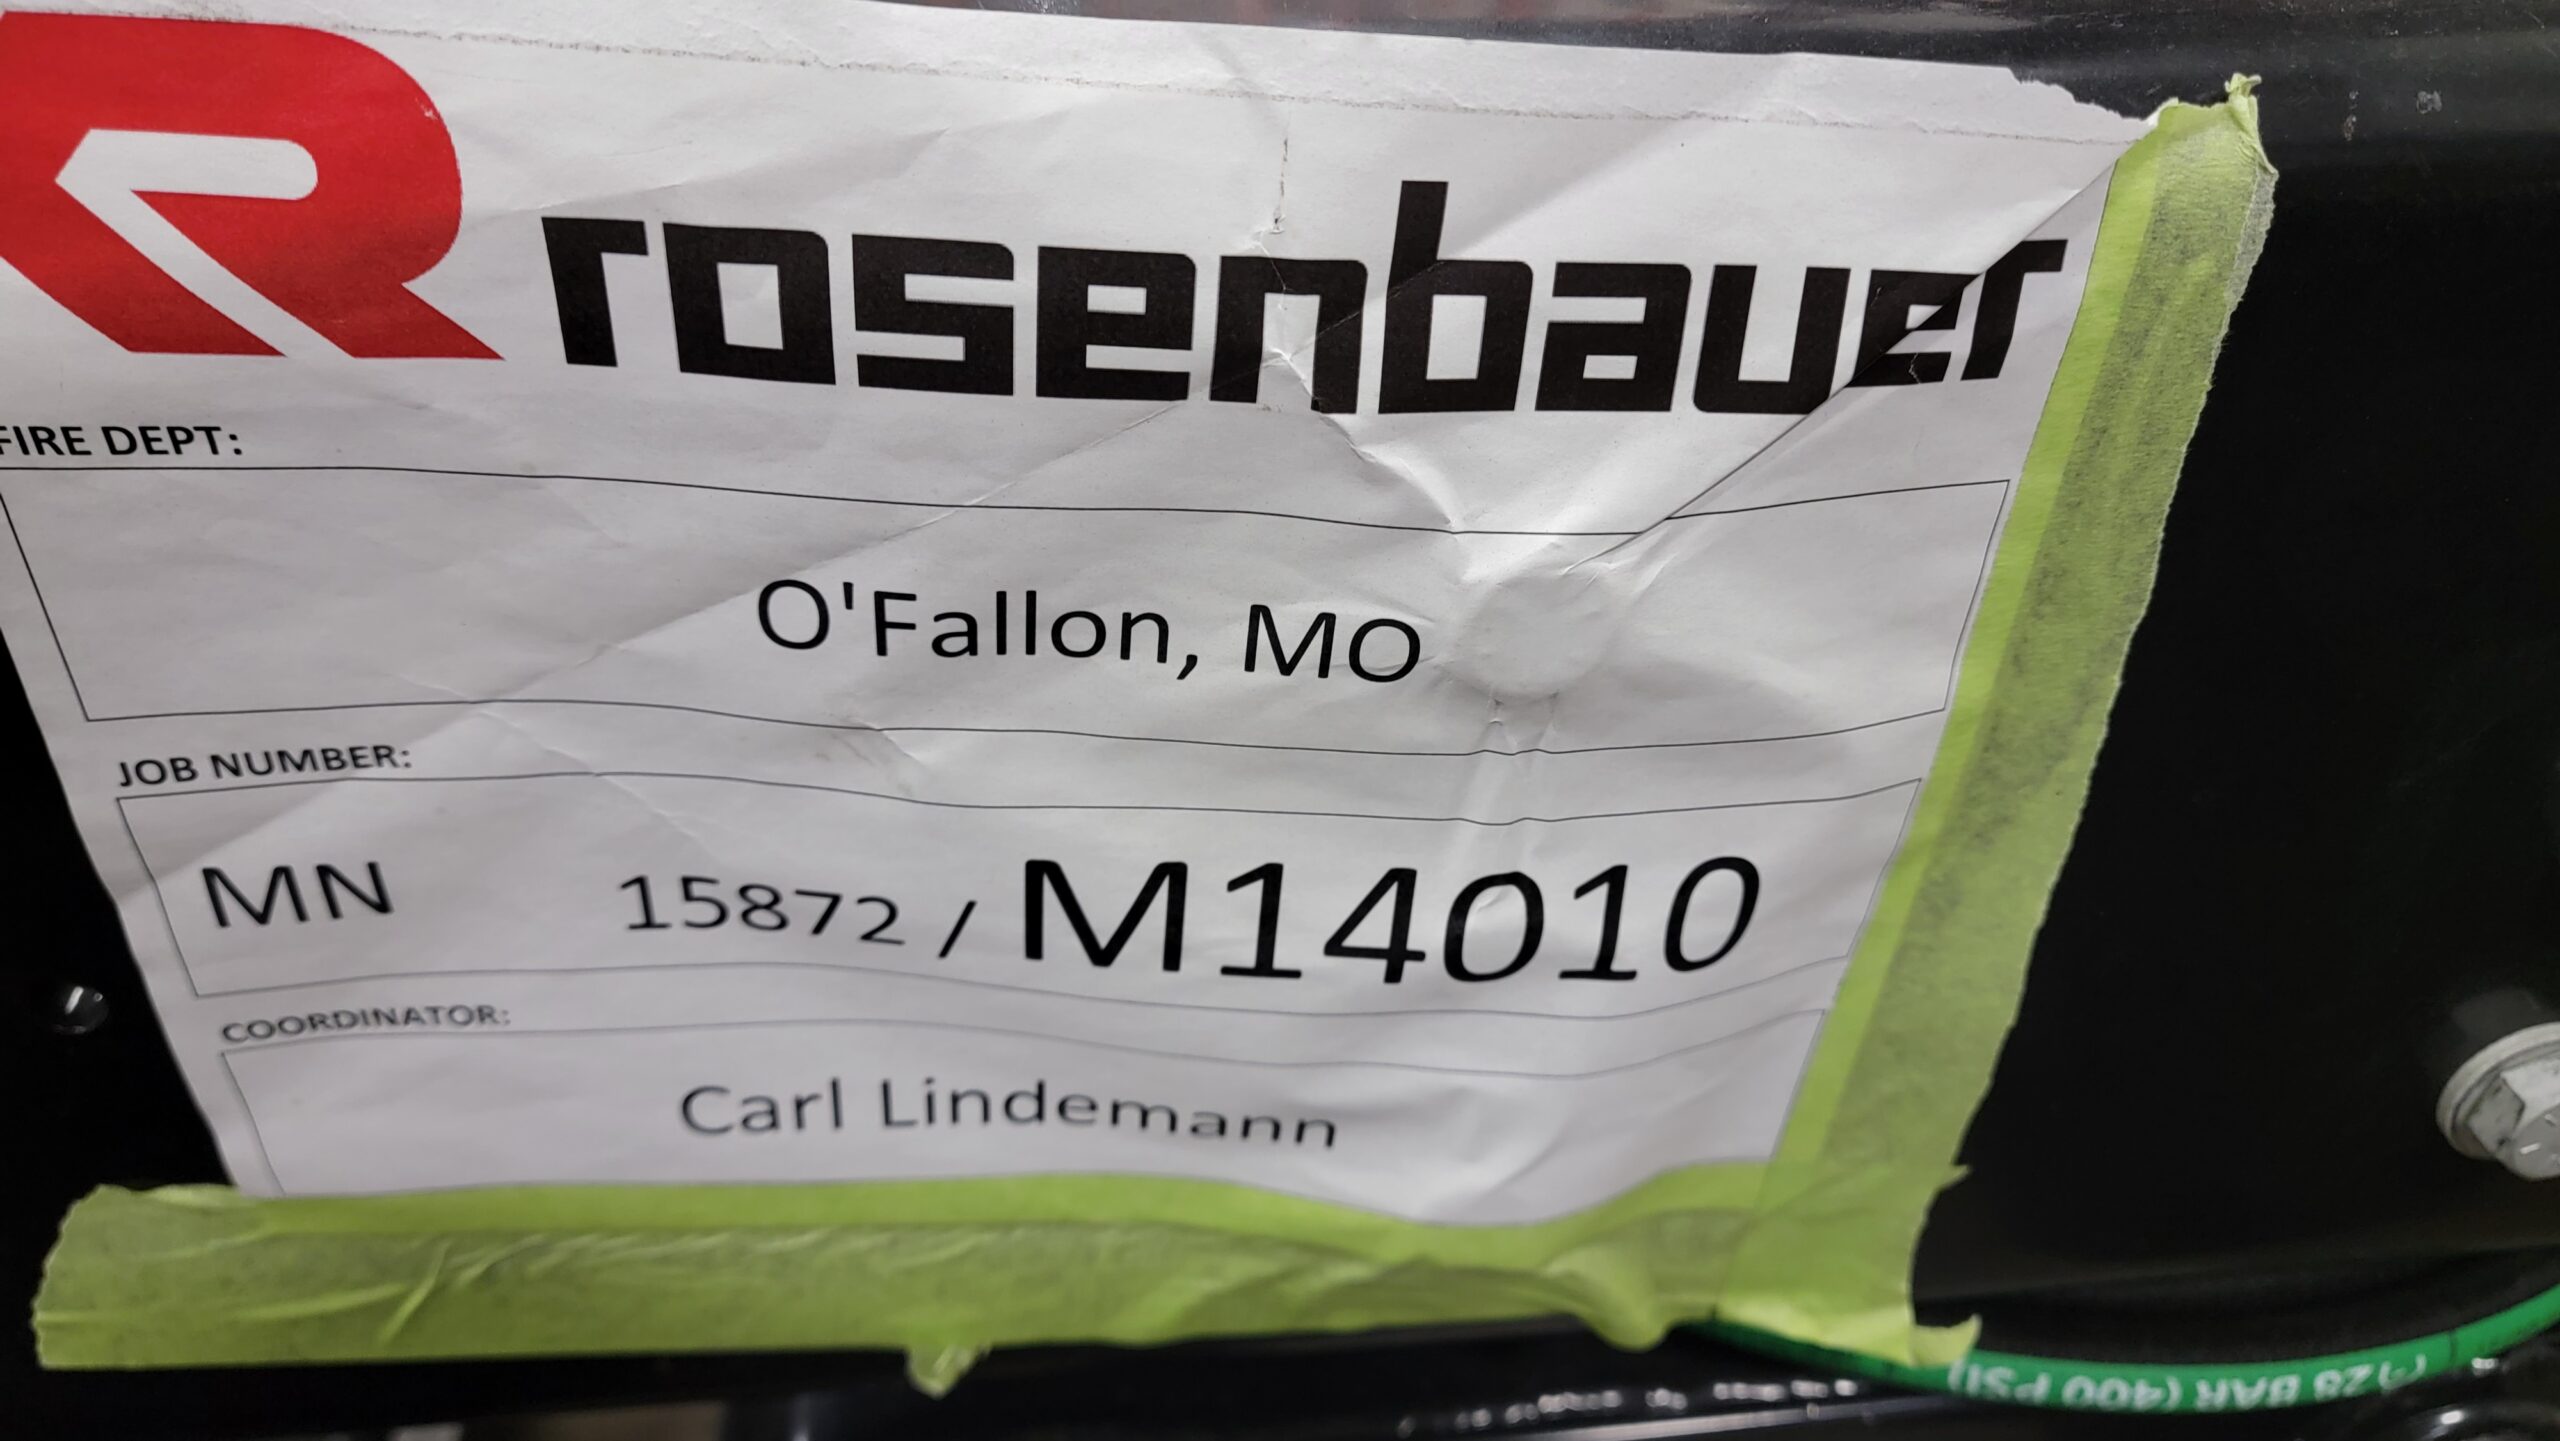 rosenbauer
FIRE DEPT:
O'Fallon, MO
JOB NUMBER:
MN 15872 / M14010
COORDINATOR:
Carl Lindemann
28 BAR (400 PSI)